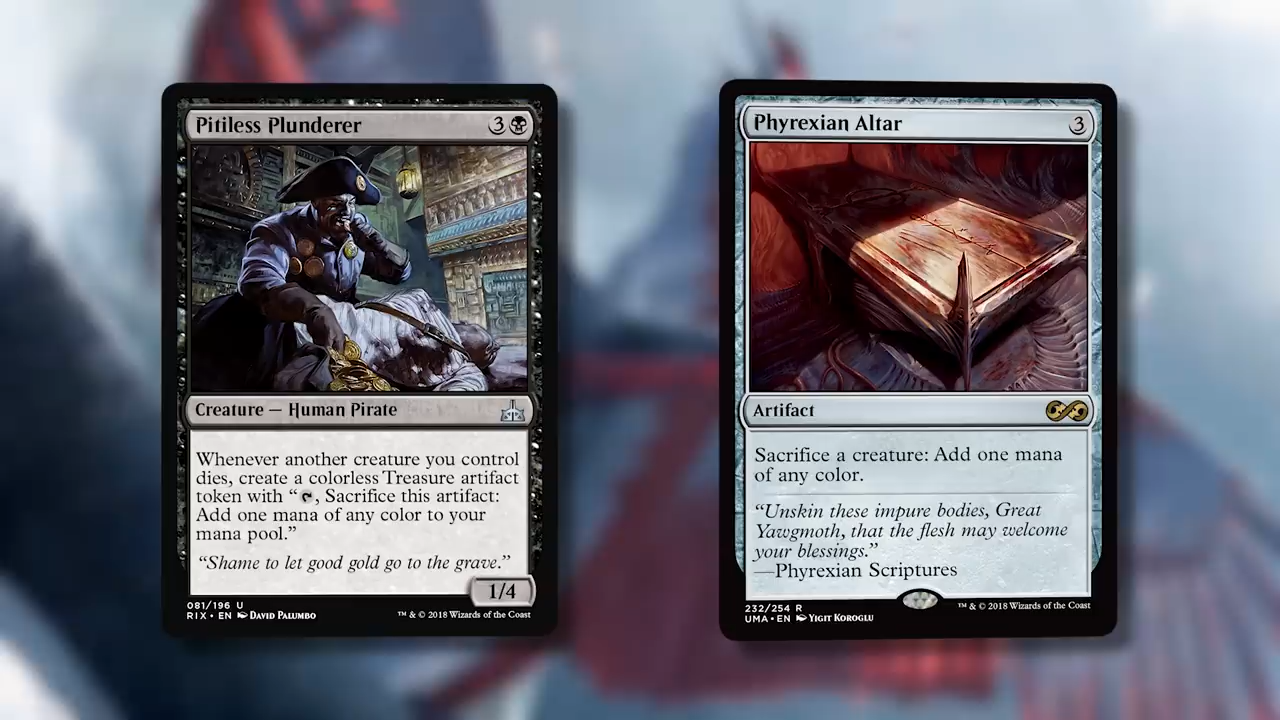 Pitiless Plunderer 3
Creature — Human Pirate
Whenever another creature you control
dies, create a colorless Treasure artifact
token with “, Sacrifice this artifact:
Add one mana of any color to your
mana pool.”
“Shame to let good gold go to the grave.”
1/4
081/196 U
RIX • EN David Palumbo
™ & © 2018 Wizards of the Coast
Phyrexian Altar 3
Artifact
Sacrifice a creature: Add one mana
of any color.
“Unskin these impure bodies, Great
Yawgmoth, that the flesh may welcome
your blessings.”
—Phyrexian Scriptures
232/254 R
UMA • EN Yigit Koroglu
™ & © 2018 Wizards of the Coast